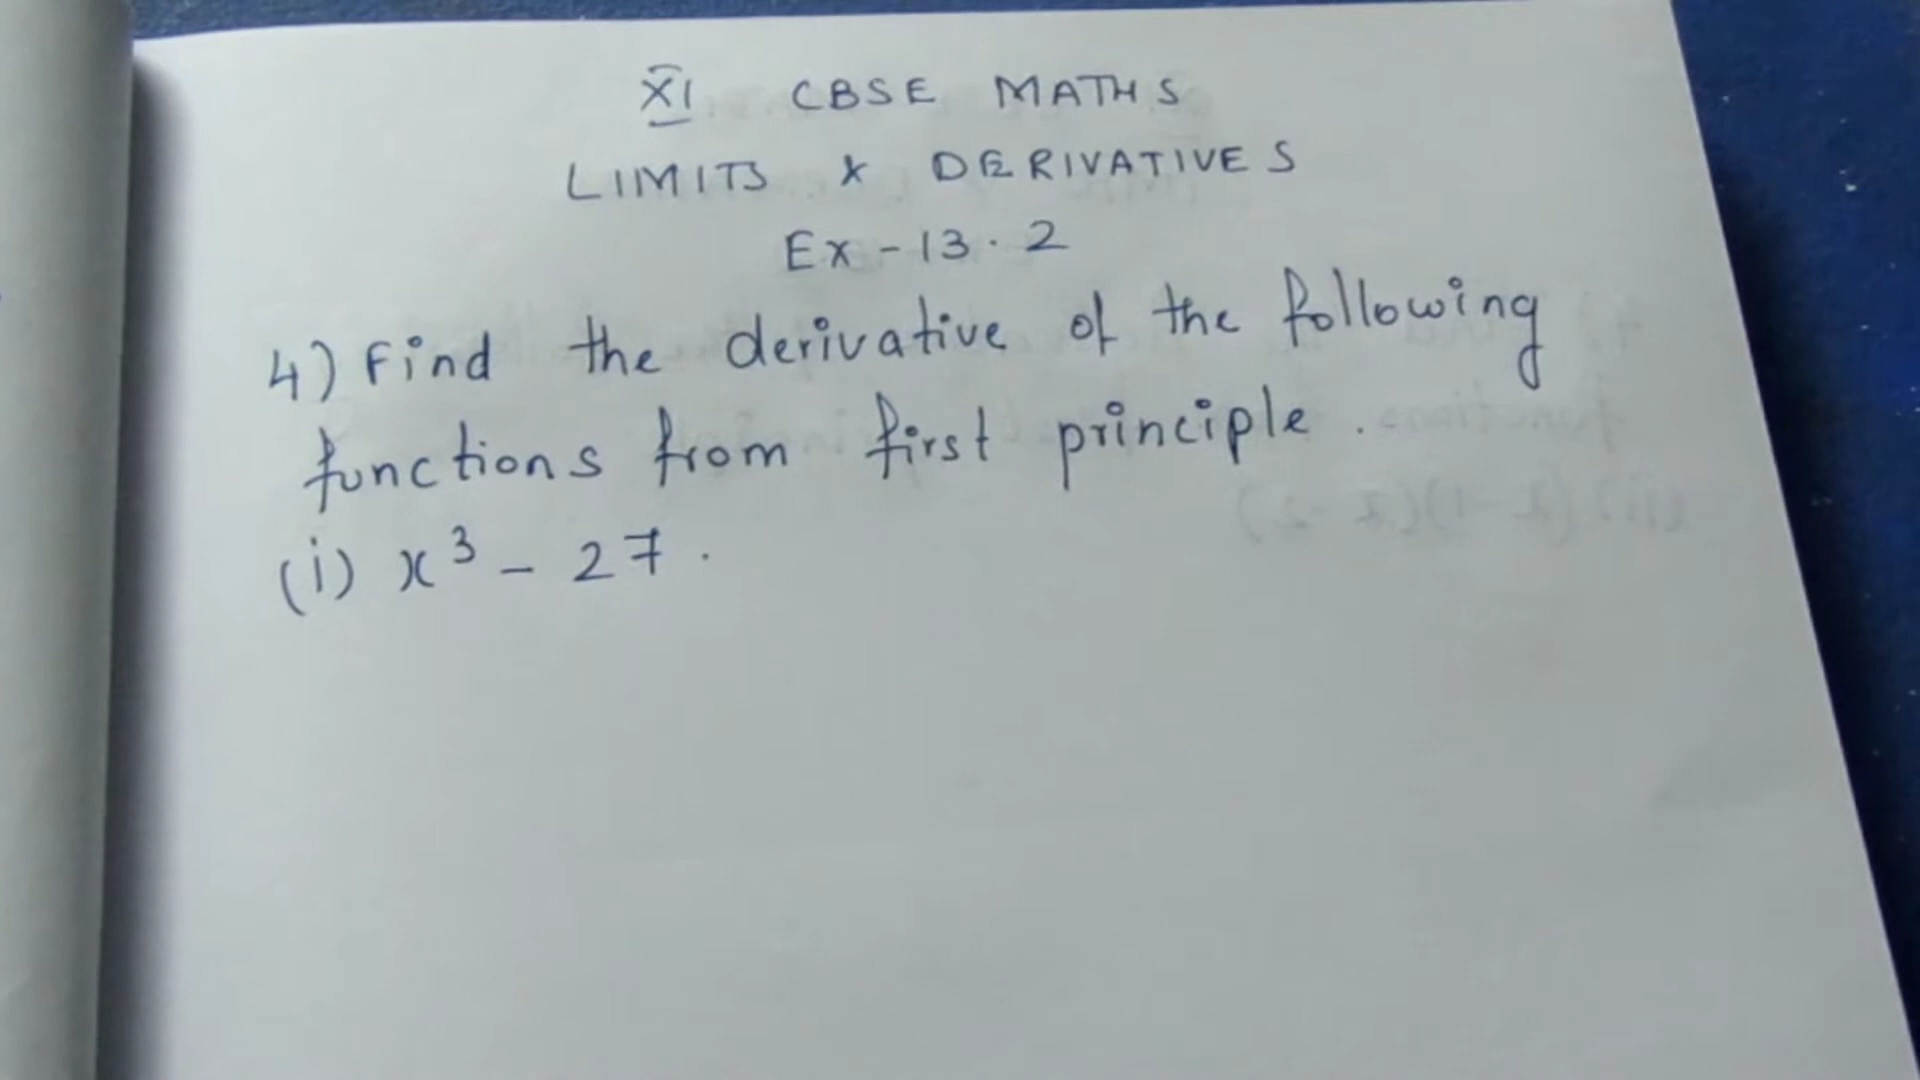 XI CBSE MATHS
LIMITS & DERIVATIVES
Ex - 13.2
4) Find the derivative of the following
functions from first principle.
(i) x³ - 27.